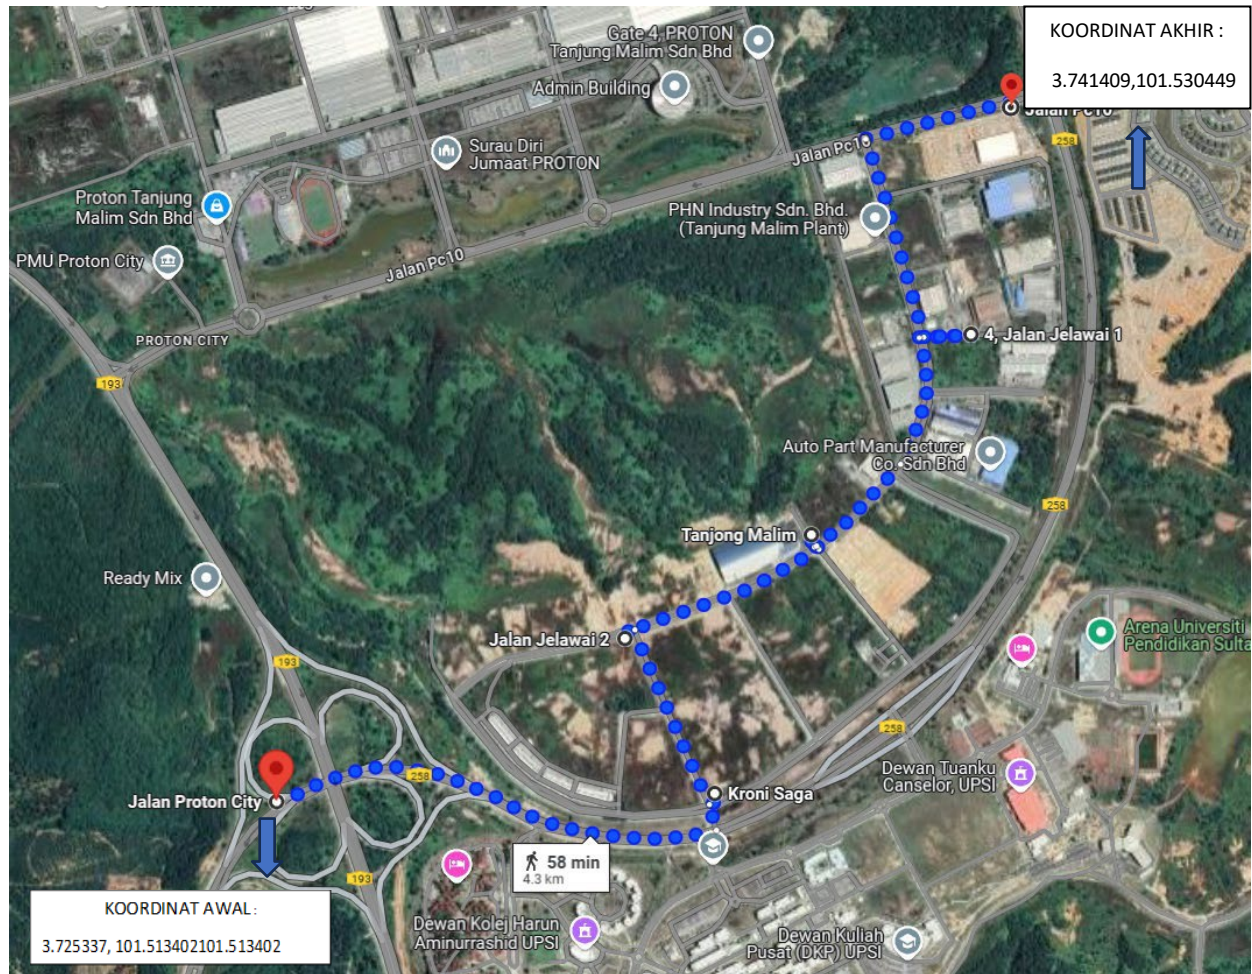 Gate 4, PROTON
Tanjung Malim Sdn Bhd
KOORDINAT AKHIR :
3.741409,101.530449
Admin Building
Jalan Pc10
258
Surau Diri
Jumaat PROTON
Jalan Pc10
Proton Tanjung
Malim Sdn Bhd
PHN Industry Sdn. Bhd.
(Tanjung Malim Plant)
PMU Proton City
Jalan Pc10
PROTON CITY
4, Jalan Jelawai 1
193
Auto Part Manufacturer
Co. Sdn Bhd
258
Tanjong Malim
Ready Mix
Jalan Jelawai 2
Arena Universiti
Pendidikan Sulta
193
258
258
Dewan Tuanku
Canselor, UPSI
Jalan Proton City
Kroni Saga
58 min
4.3 km
193
KOORDINAT AWAL:
3.725337, 101.513402101.513402
Dewan Kolej Harun
Aminurrashid UPSI
Dewan Kuliah
Pusat (DKP) UPSI